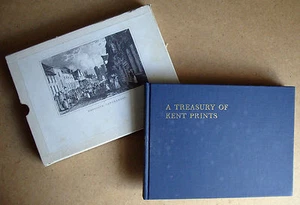 A TREASURY OF
KENT PRINTS